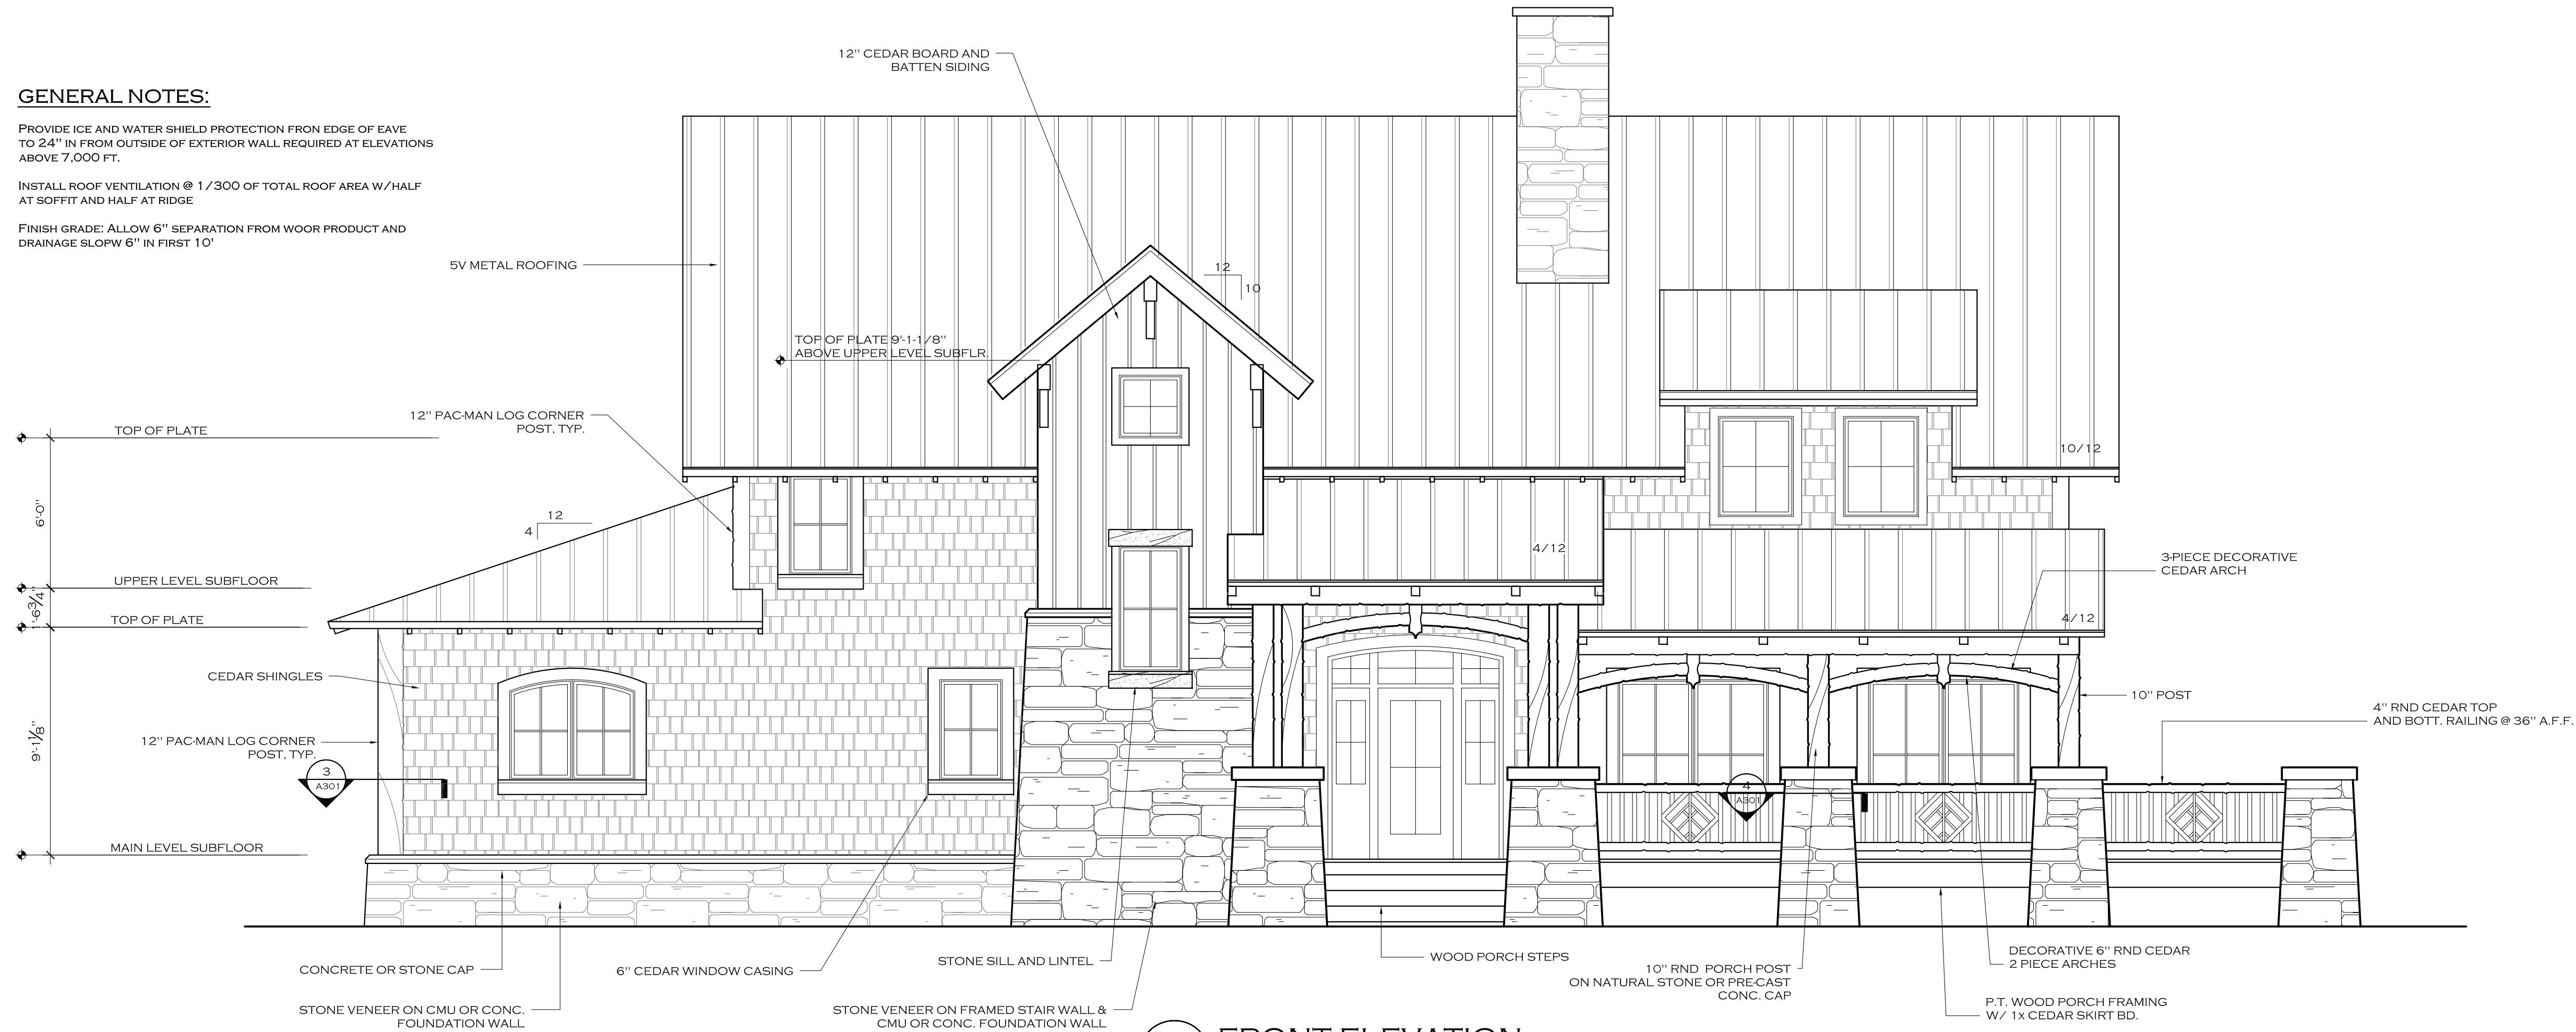 12" CEDAR BOARD AND
BATTEN SIDING
GENERAL NOTES:
PROVIDE ICE AND WATER SHIELD PROTECTION FRON EDGE OF EAVE
TO 24" IN FROM OUTSIDE OF EXTERIOR WALL REQUIRED AT ELEVATIONS
ABOVE 7,000 FT.
INSTALL ROOF VENTILATION @ 1/300 OF TOTAL ROOF AREA W/HALF
AT SOFFIT AND HALF AT RIDGE
FINISH GRADE: ALLOW 6" SEPARATION FROM WOOR PRODUCT AND
DRAINAGE SLOPW 6" IN FIRST 10'
5V METAL ROOFING
12
10
TOP OF PLATE 9'-1-1/8"
ABOVE UPPER LEVEL SUBFLR.
12" PAC-MAN LOG CORNER
POST, TYP.
TOP OF PLATE
10/12
6'-0"
12
4
4/12
3-PIECE DECORATIVE
CEDAR ARCH
UPPER LEVEL SUBFLOOR
1'-6 3/4"
TOP OF PLATE
4/12
CEDAR SHINGLES
10" POST
4" RND CEDAR TOP
AND BOTT. RAILING @ 36" A.F.F.
9'-1 1/8"
12" PAC-MAN LOG CORNER
POST, TYP.
3
A301
4
A301
MAIN LEVEL SUBFLOOR
CONCRETE OR STONE CAP
6" CEDAR WINDOW CASING
STONE SILL AND LINTEL
WOOD PORCH STEPS
10" RND PORCH POST
ON NATURAL STONE OR PRE-CAST
CONC. CAP
DECORATIVE 6" RND CEDAR
2 PIECE ARCHES
STONE VENEER ON CMU OR CONC.
FOUNDATION WALL
STONE VENEER ON FRAMED STAIR WALL &
CMU OR CONC. FOUNDATION WALL
P.T. WOOD PORCH FRAMING
W/ 1X CEDAR SKIRT BD.
FRONT ELEVATION